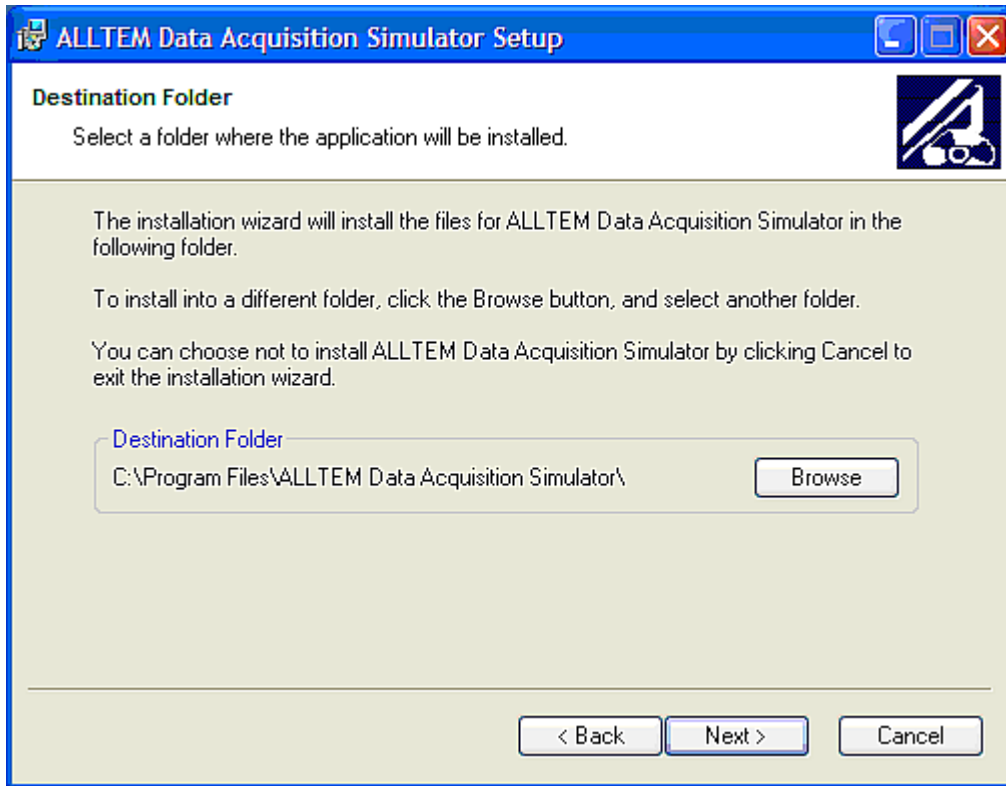 ALLTEM Data Acquisition Simulator Setup
Destination Folder
Select a folder where the application will be installed.
The installation wizard will install the files for ALLTEM Data Acquisition Simulator in the
following folder.
To install into a different folder, click the Browse button, and select another folder.
You can choose not to install ALLTEM Data Acquisition Simulator by clicking Cancel to
exit the installation wizard.
Destination Folder
C:\Program Files\ALLTEM Data Acquisition Simulator\ Browse
< Back Next > Cancel